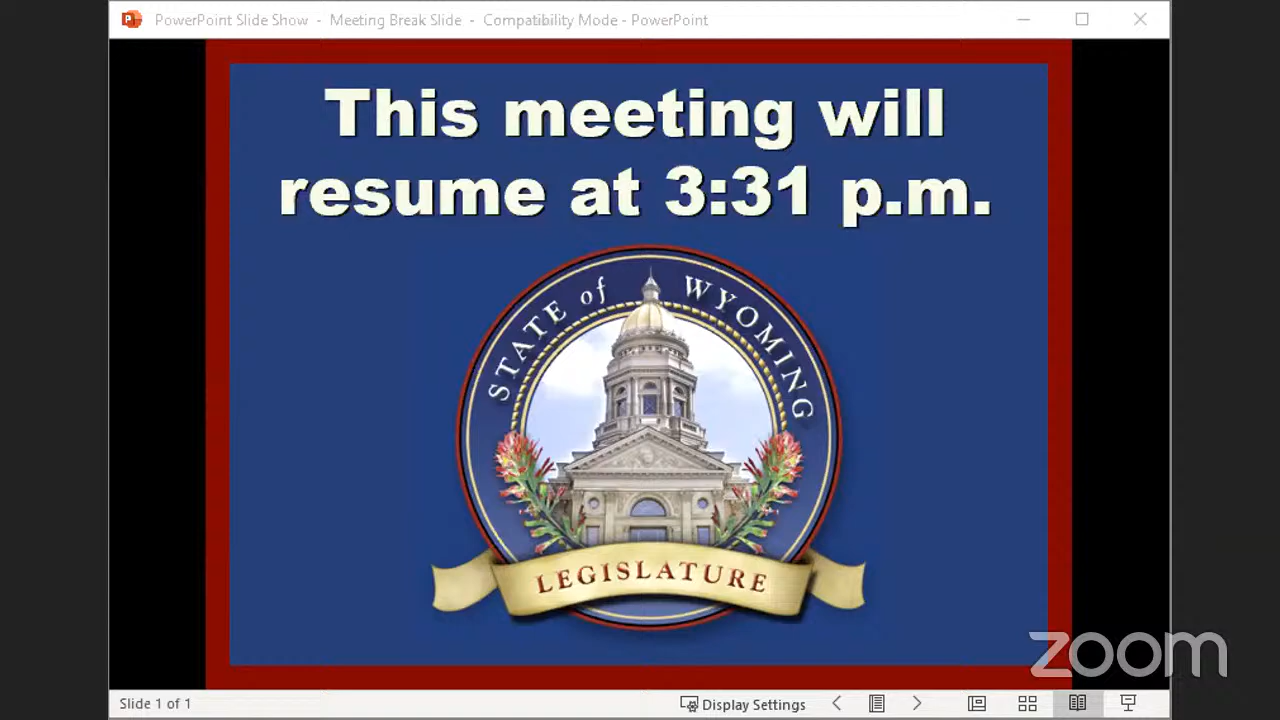 PowerPoint Slide Show - Meeting Break Slide - Compatibility Mode - PowerPoint
This meeting will
resume at 3:31 p.m.
STATE of WYOMING
LEGISLATURE
zoom
Slide 1 of 1
Display Settings